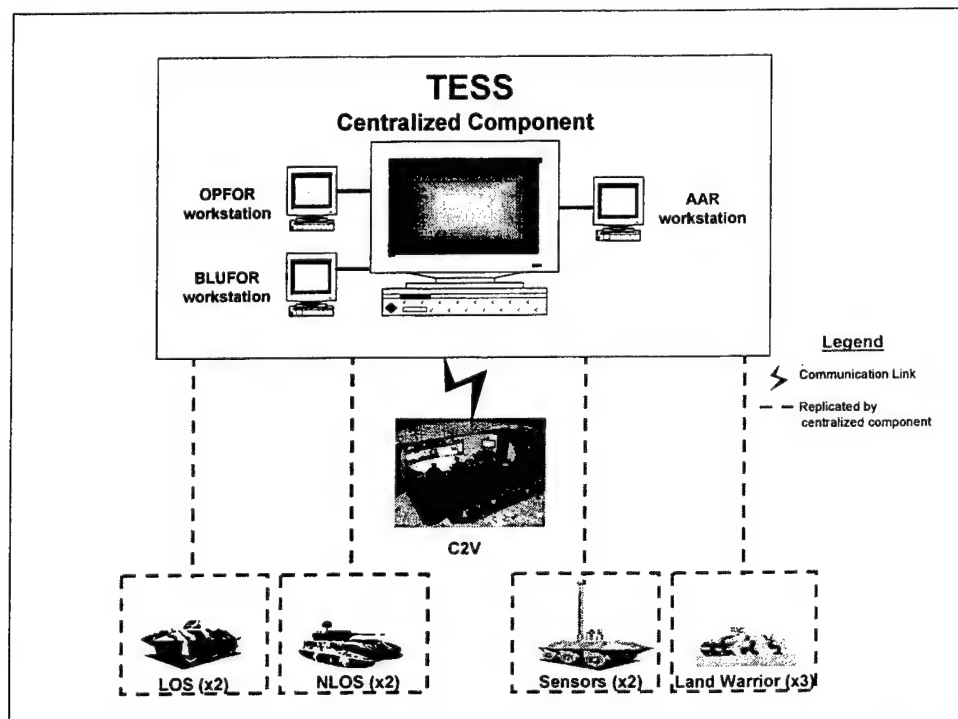 TESS
Centralized Component
OPFOR
workstation
AAR
workstation
BLUFOR
workstation
Legend
Communication Link
Replicated by
centralized component
C2V
LOS (x2)
NLOS (x2)
Sensors (x2)
Land Warrior (x3)